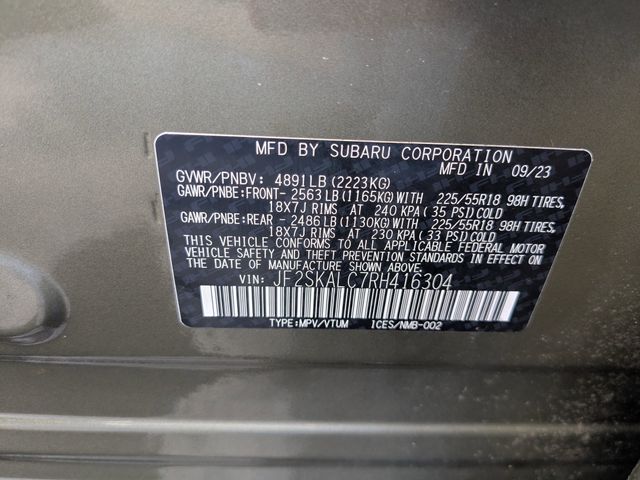 MFD BY SUBARU CORPORATION
MFD IN 09/23
GVWR/PNBV: 4891LB (2223KG)
GAWR/PNBE:FRONT- 2563 LB (1165KG)WITH 225/55R18 98H TIRES,
18X7J RIMS AT 240 KPA ( 35 PSI)COLD
GAWR/PNBE:REAR - 2486 LB (1130KG)WITH 225/55R18 98H TIRES,
18X7J RIMS AT 230 KPA ( 33 PSI)COLD
THIS VEHICLE CONFORMS TO ALL APPLICABLE FEDERAL MOTOR
VEHICLE SAFETY AND THEFT PREVENTION STANDARDS IN EFFECT ON
THE DATE OF MANUFACTURE SHOWN ABOVE.
VIN: JF2SKALC7RH416304
TYPE:MPV/VTUM ICES/NMB-002